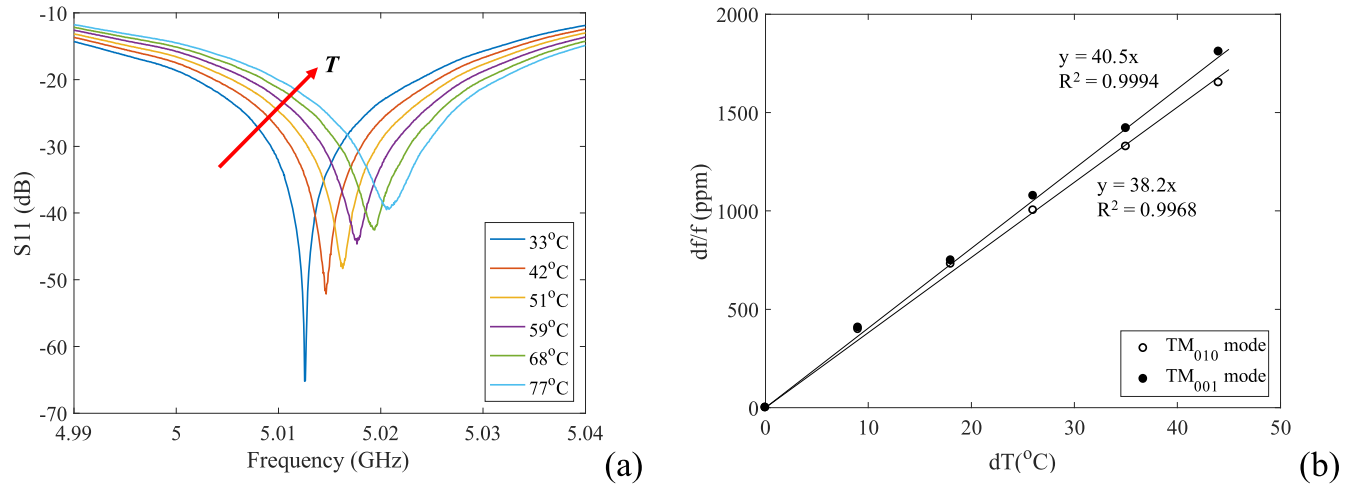 -10
-20
-30
-40
-50
-60
-70
S11 (dB)
T
33°C
42°C
51°C
59°C
68°C
77°C
4.99 5 5.01 5.02 5.03 5.04
Frequency (GHz)
(a)
2000
1500
1000
500
0
df/f (ppm)
y = 40.5x
R² = 0.9994
y = 38.2x
R² = 0.9968
TM₀₁₀ mode
TM₀₀₁ mode
0 10 20 30 40 50
dT(°C)
(b)